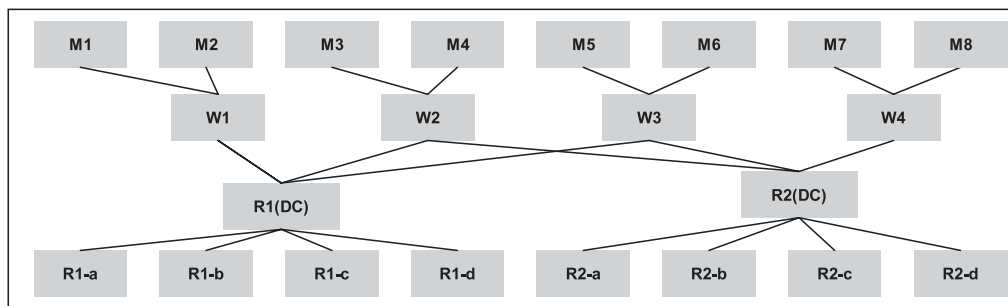 M1 M2 M3 M4 M5 M6 M7 M8
W1 W2 W3 W4
R1(DC) R2(DC)
R1-a R1-b R1-c R1-d R2-a R2-b R2-c R2-d